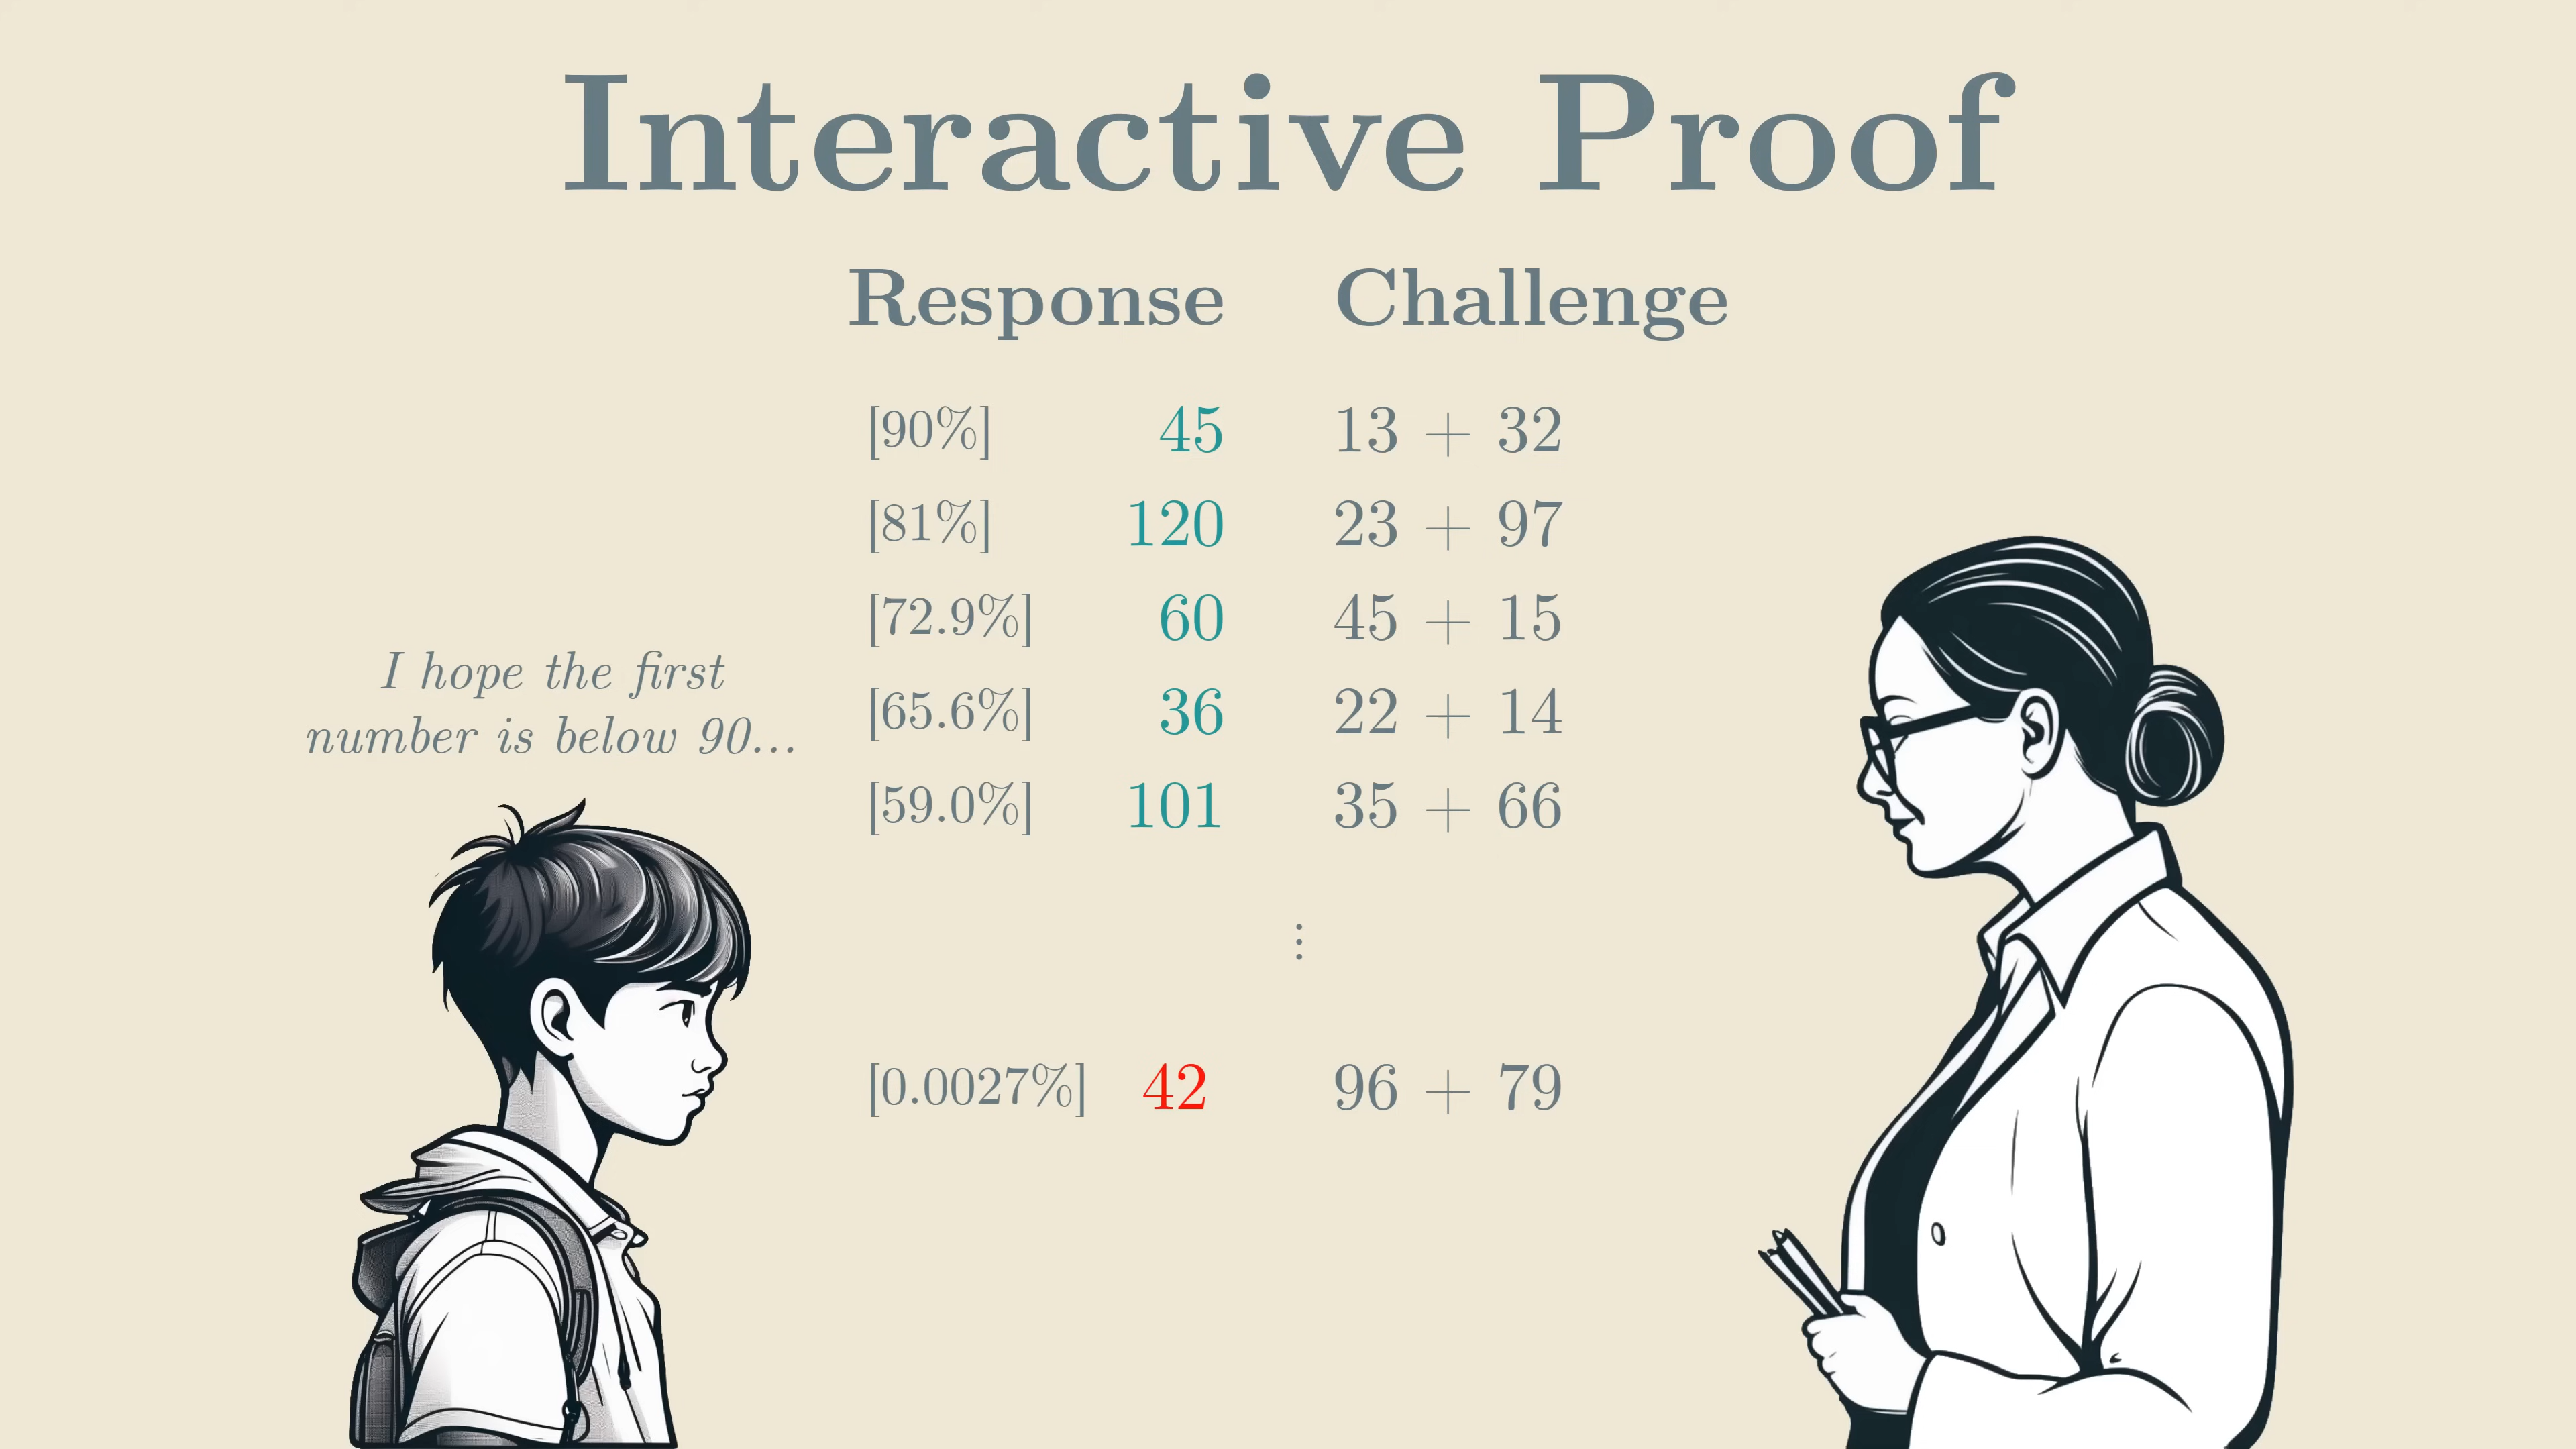 Interactive Proof
Response Challenge
[90%] 45 13 + 32
[81%] 120 23 + 97
[72.9%] 60 45 + 15
[65.6%] 36 22 + 14
[59.0%] 101 35 + 66
⋮
[0.0027%] 42 96 + 79
I hope the first
number is below 90...